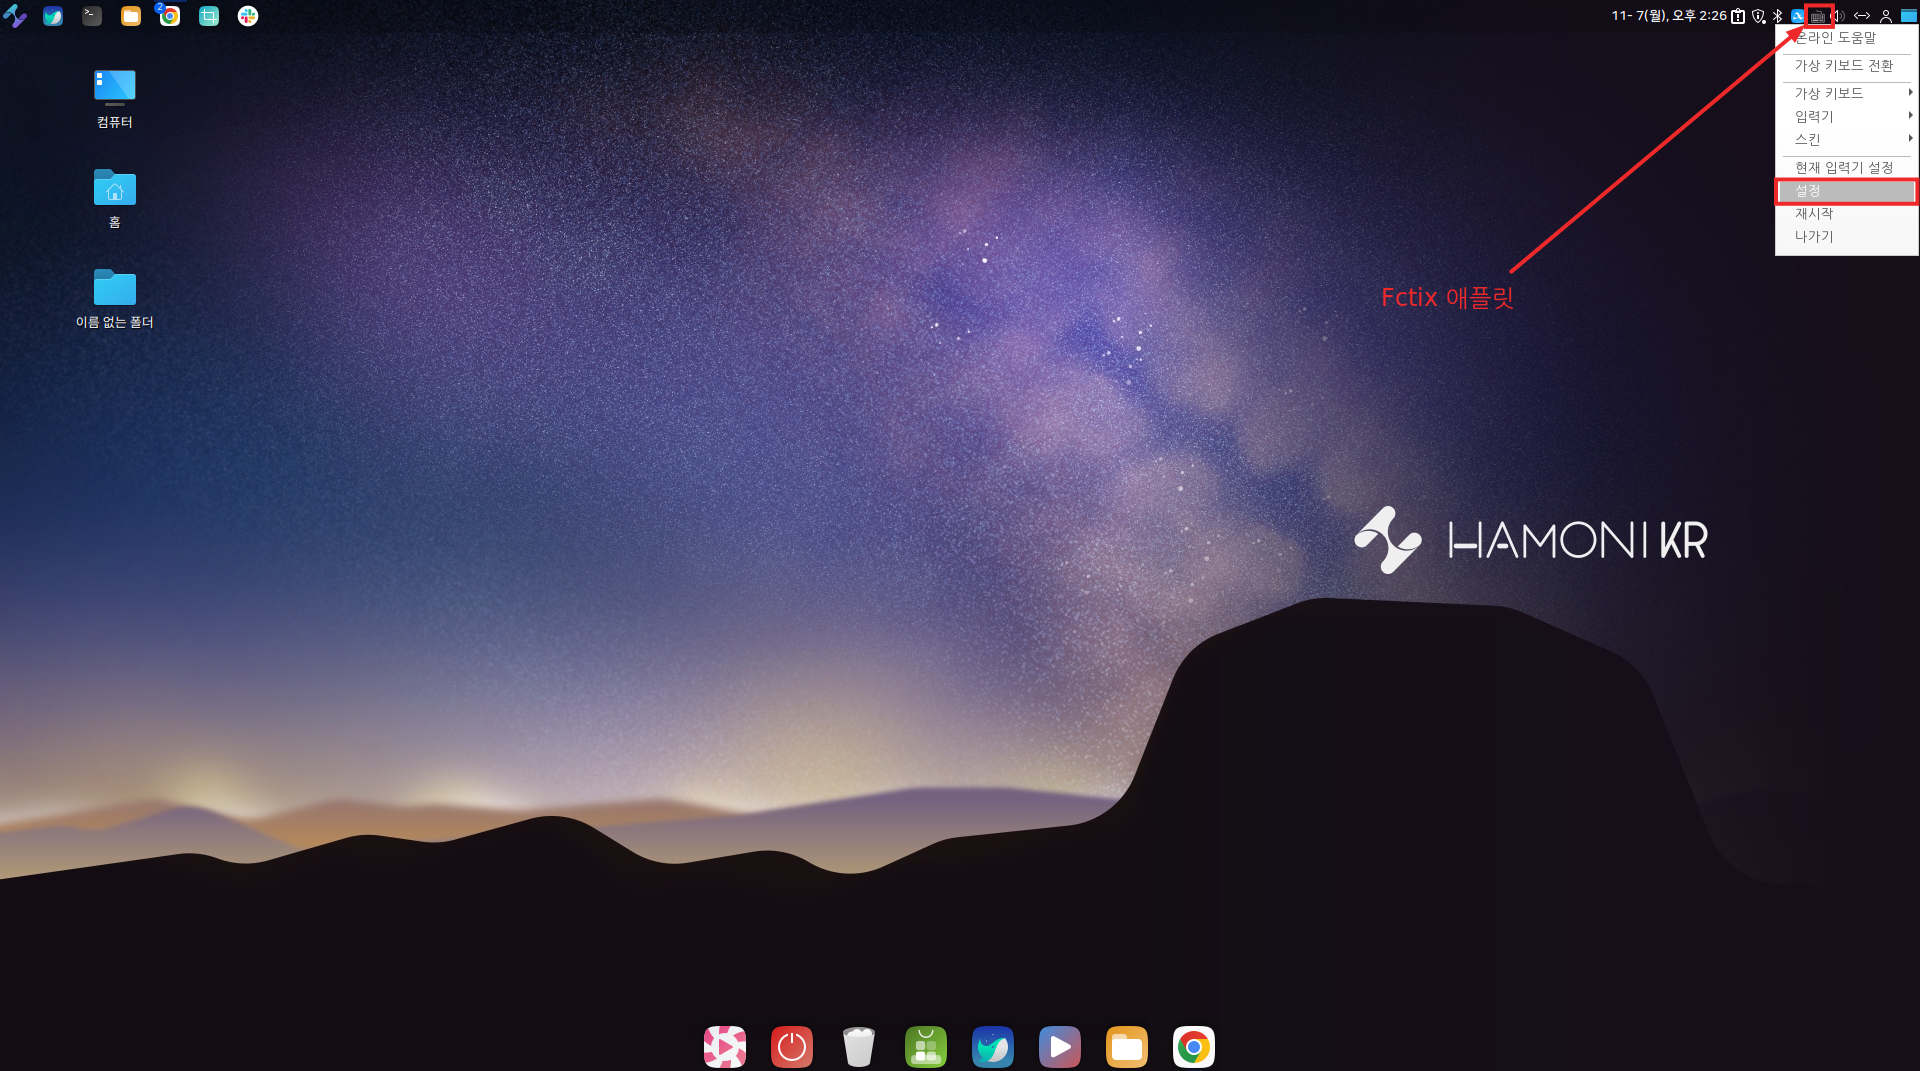 2
11- 7(월), 오후 2:26
온라인 도움말
가상 키보드 전환
가상 키보드
입력기
스킨
현재 입력기 설정
설정
재시작
나가기
컴퓨터
홈
이름 없는 폴더
Fctix 애플릿
HAMONIKR